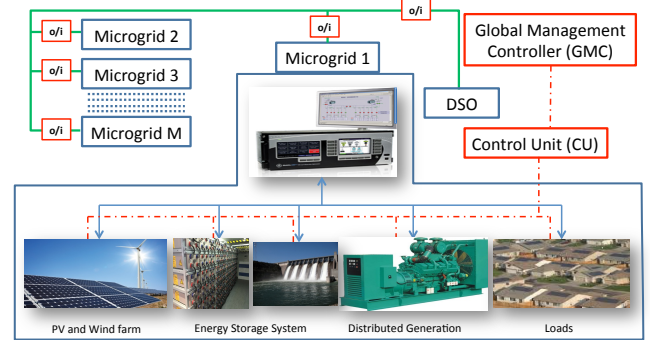 o/i
o/i
Microgrid 2
o/i
Global Management
Controller (GMC)
Microgrid 1
o/i
Microgrid 3
DSO
o/i
Microgrid M
Control Unit (CU)
PV and Wind farm
Energy Storage System
Distributed Generation
Loads